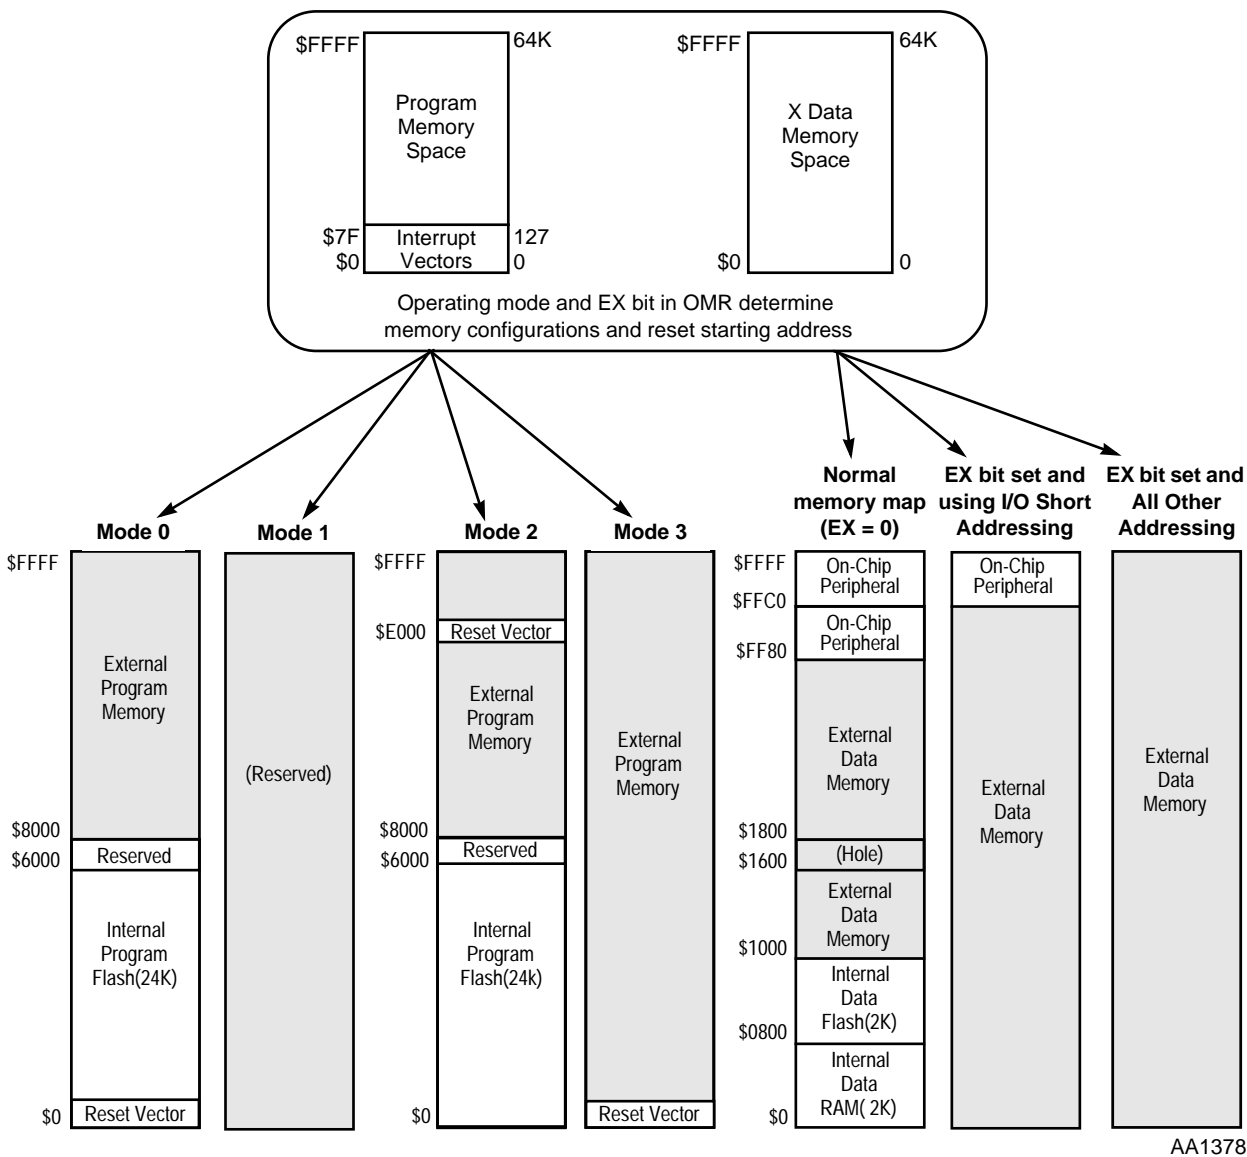 $FFFF
64K
$FFFF
64K
Program
Memory
Space
X Data
Memory
Space
$7F
Interrupt
127
$0
Vectors
0
$0
0
Operating mode and EX bit in OMR determine
memory configurations and reset starting address
Normal
memory map
(EX = 0)
EX bit set and
using I/O Short
Addressing
EX bit set and
All Other
Addressing
Mode 0
Mode 1
Mode 2
Mode 3
$FFFF
External
Program
Memory
$8000
$6000
Reserved
Internal
Program
Flash(24K)
$0
Reset Vector
(Reserved)
$FFFF
$E000
Reset Vector
External
Program
Memory
$8000
$6000
Reserved
Internal
Program
Flash(24k)
$0
External
Program
Memory
Reset Vector
$FFFF
On-Chip
Peripheral
$FFC0
On-Chip
Peripheral
$FF80
External
Data
Memory
$1800
(Hole)
$1600
External
Data
Memory
$1000
Internal
Data
Flash(2K)
$0800
Internal
Data
RAM( 2K)
$0
On-Chip
Peripheral
External
Data
Memory
External
Data
Memory
AA1378